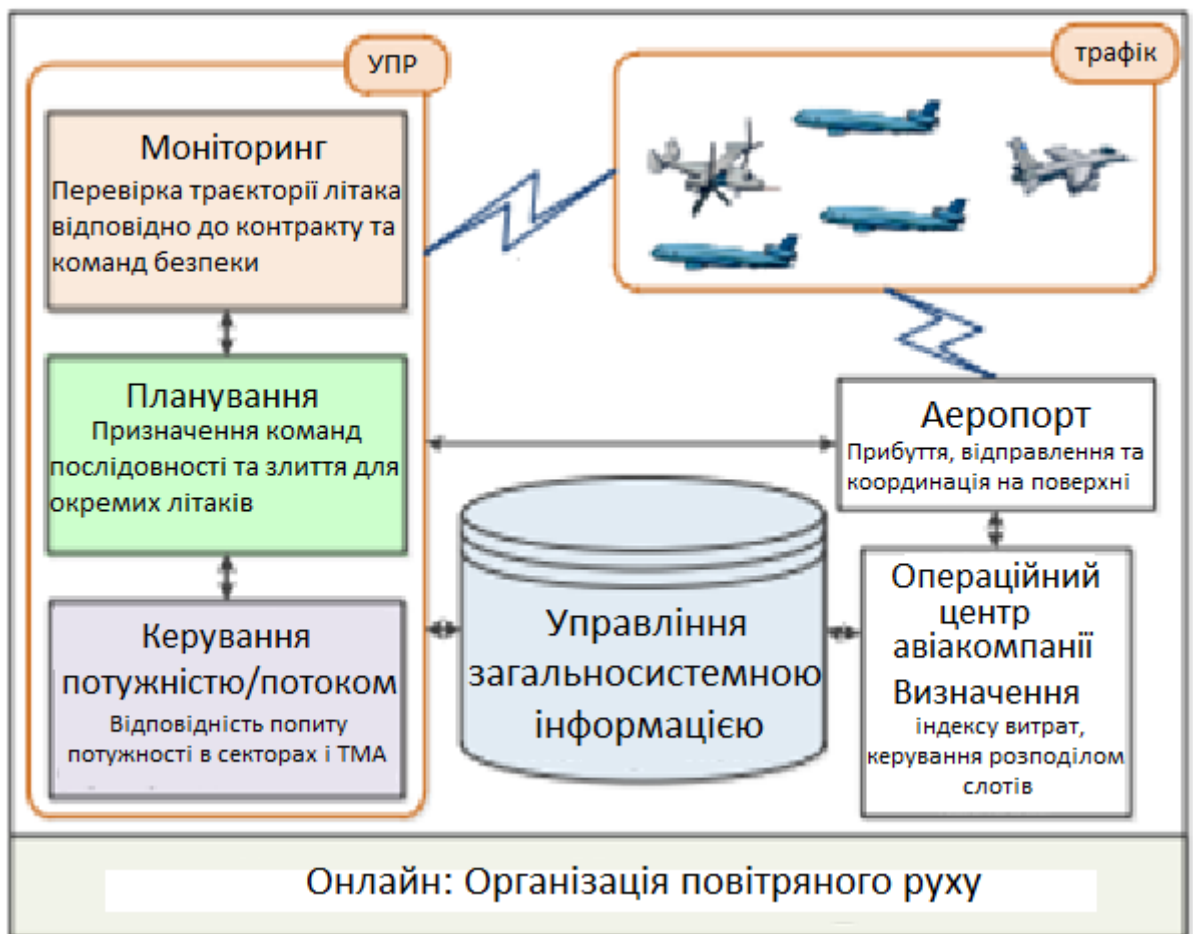 УПР
трафік
Моніторинг
Перевірка траєкторії літака
відповідно до контракту та
команд безпеки
Планування
Призначення команд
послідовності та злиття для
окремих літаків
Керування
потужністю/потоком
Відповідність попиту
потужності в секторах і ТМА
Управління
загальносистемною
інформацією
Аеропорт
Прибуття, відправлення та
координація на поверхні
Операційний
центр
авіакомпанії
Визначення
індексу витрат,
керування розподілом
слотів
Онлайн: Організація повітряного руху